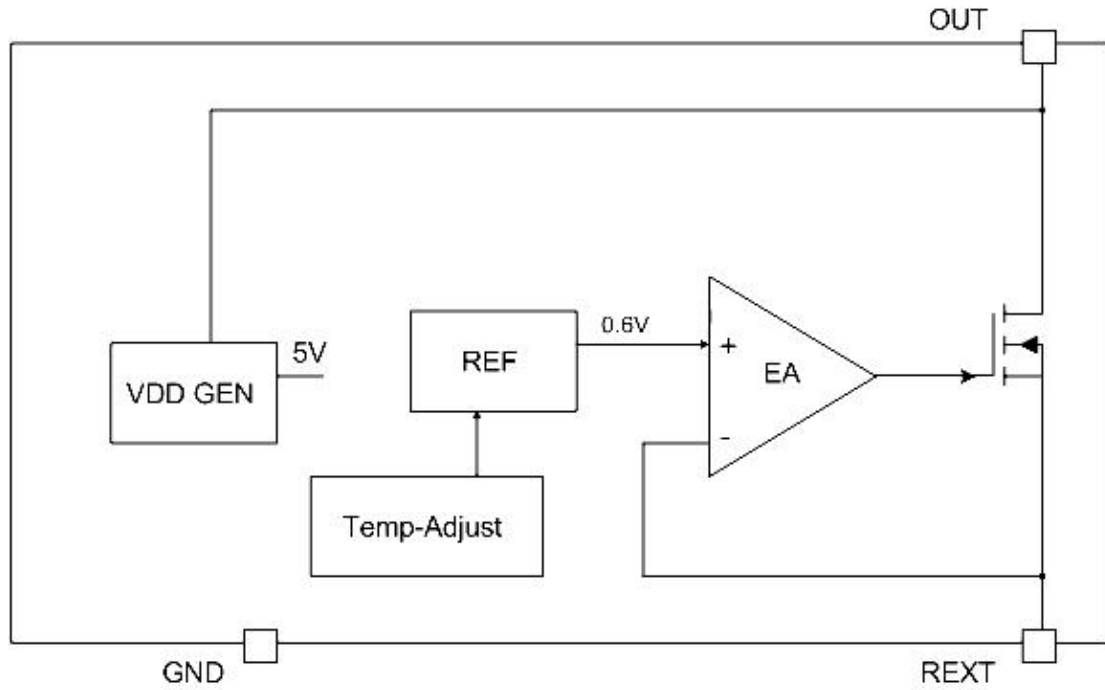 OUT
5V
VDD GEN
REF
0.6V
+
EA
-
Temp-Adjust
GND
REXT